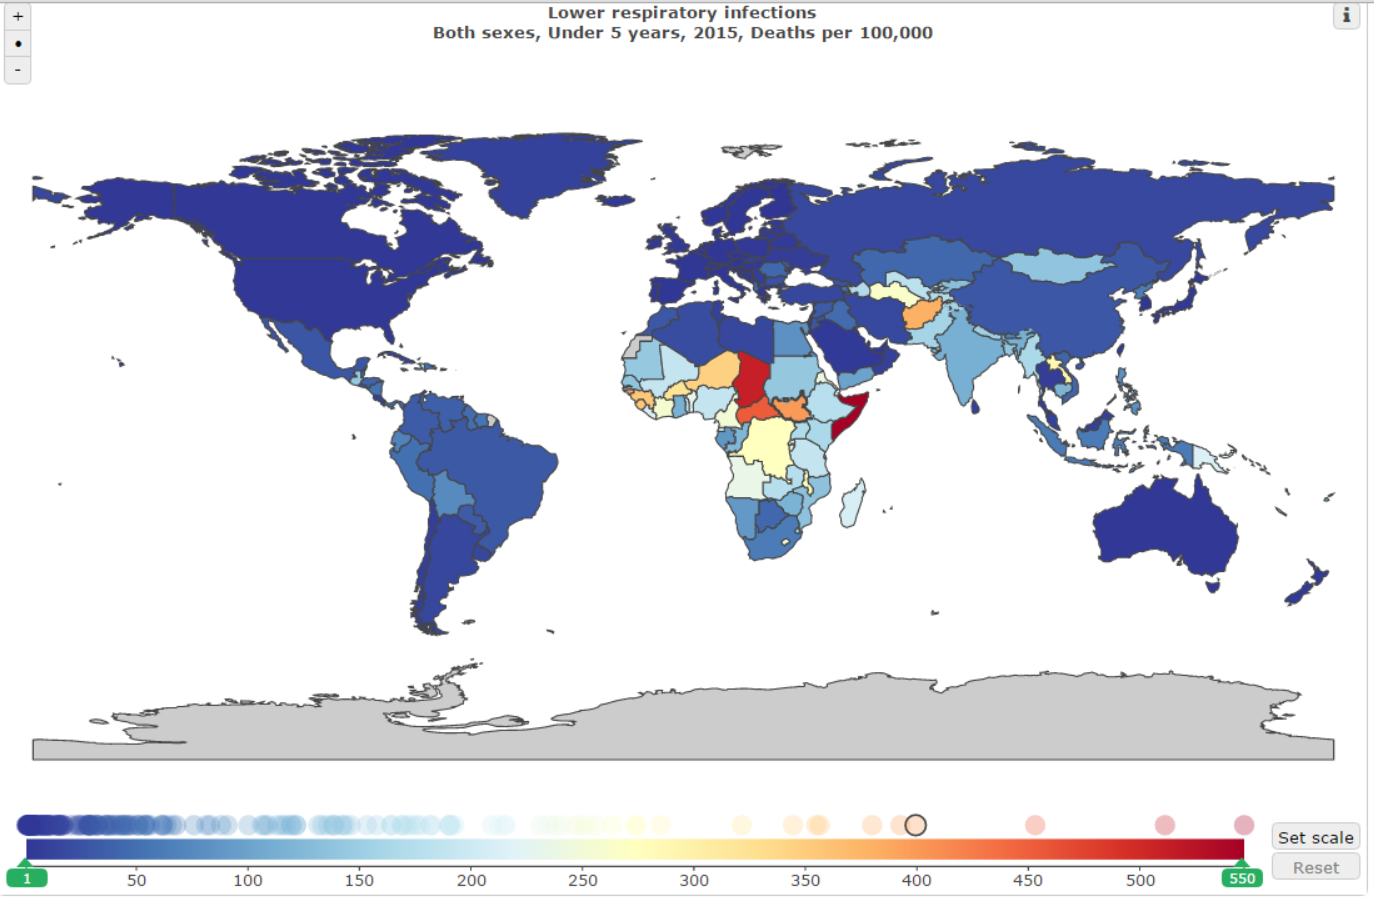 +
Lower respiratory infections
i
Both sexes, Under 5 years, 2015, Deaths per 100,000
-
Set scale
1 50 100 150 200 250 300 350 400 450 500 550
Reset